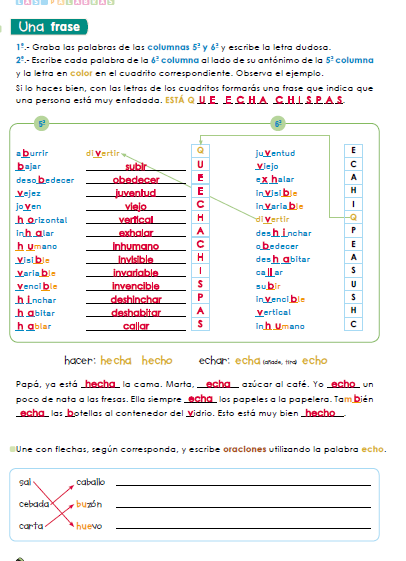 Una frase
1º.- Graba las palabras de las columnas 5ª y 6ª y escribe la letra dudosa.
2º.- Escribe cada palabra de la 6ª columna al lado de su antónimo de la 5ª columna
y la letra en color en el cuadrito correspondiente. Observa el ejemplo.
Si lo haces bien, con las letras de los cuadritos formarás una frase que indica que
una persona está muy enfadada. ESTÁ Q U E E C H A C H I S P A S.
5ª 6ª
aburrir divertir Q juventud E
bajar subir U viejo C
desobedecer obedecer E exhalar A
vejez juventud E invisible H
joven viejo C invariable I
horizontal vertical H divertir Q
inhalar exhalar A deshinchar P
humano inhumano C obedecer E
visible invisible H deshabitar A
variable invariable I callar S
vencible invencible S subir U
hinchar deshinchar P invencible S
habitar deshabitar A vertical H
hablar callar S inhumano C
hacer: hecha hecho echar: echa (añade, tira) echo
Papá, ya está hecha la cama. Marta, echa azúcar al café. Yo echo un
poco de nata a las fresas. Ella siempre echa los papeles a la papelera. También
echa las botellas al contenedor del vidrio. Esto está muy bien hecho.
Une con flechas, según corresponda, y escribe oraciones utilizando la palabra echo.
sal caballo
cebada buzón
carta huevo